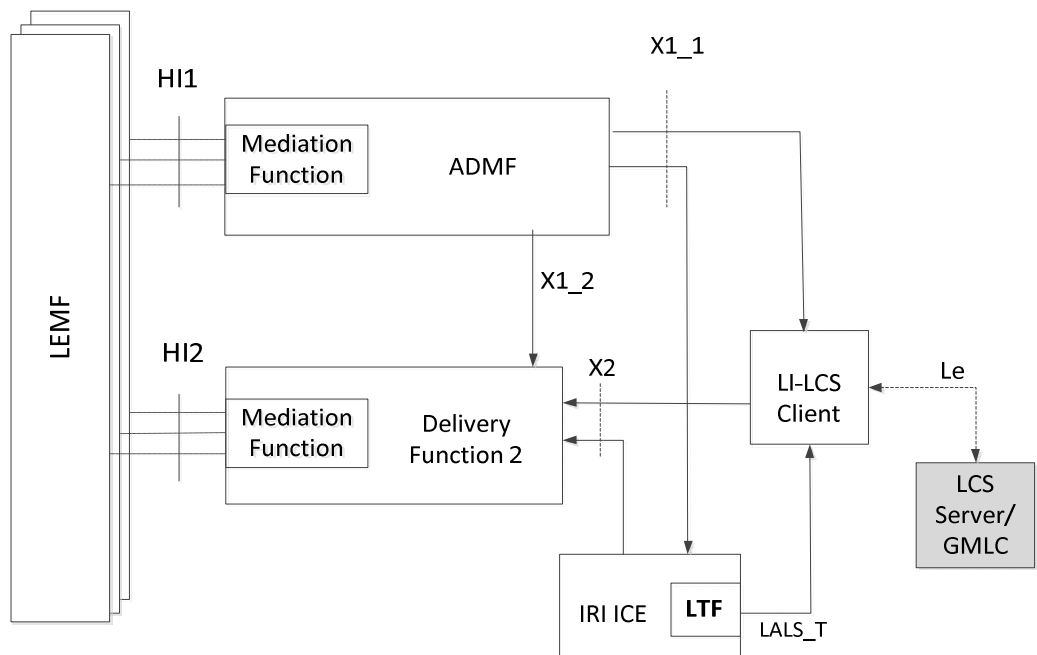 X1_1
HI1
Mediation
Function
ADMF
X1_2
LEMF
HI2
X2
Le
LI-LCS
Client
Mediation
Function
Delivery
Function 2
LCS
Server/
GMLC
IRI ICE
LTF
LALS_T